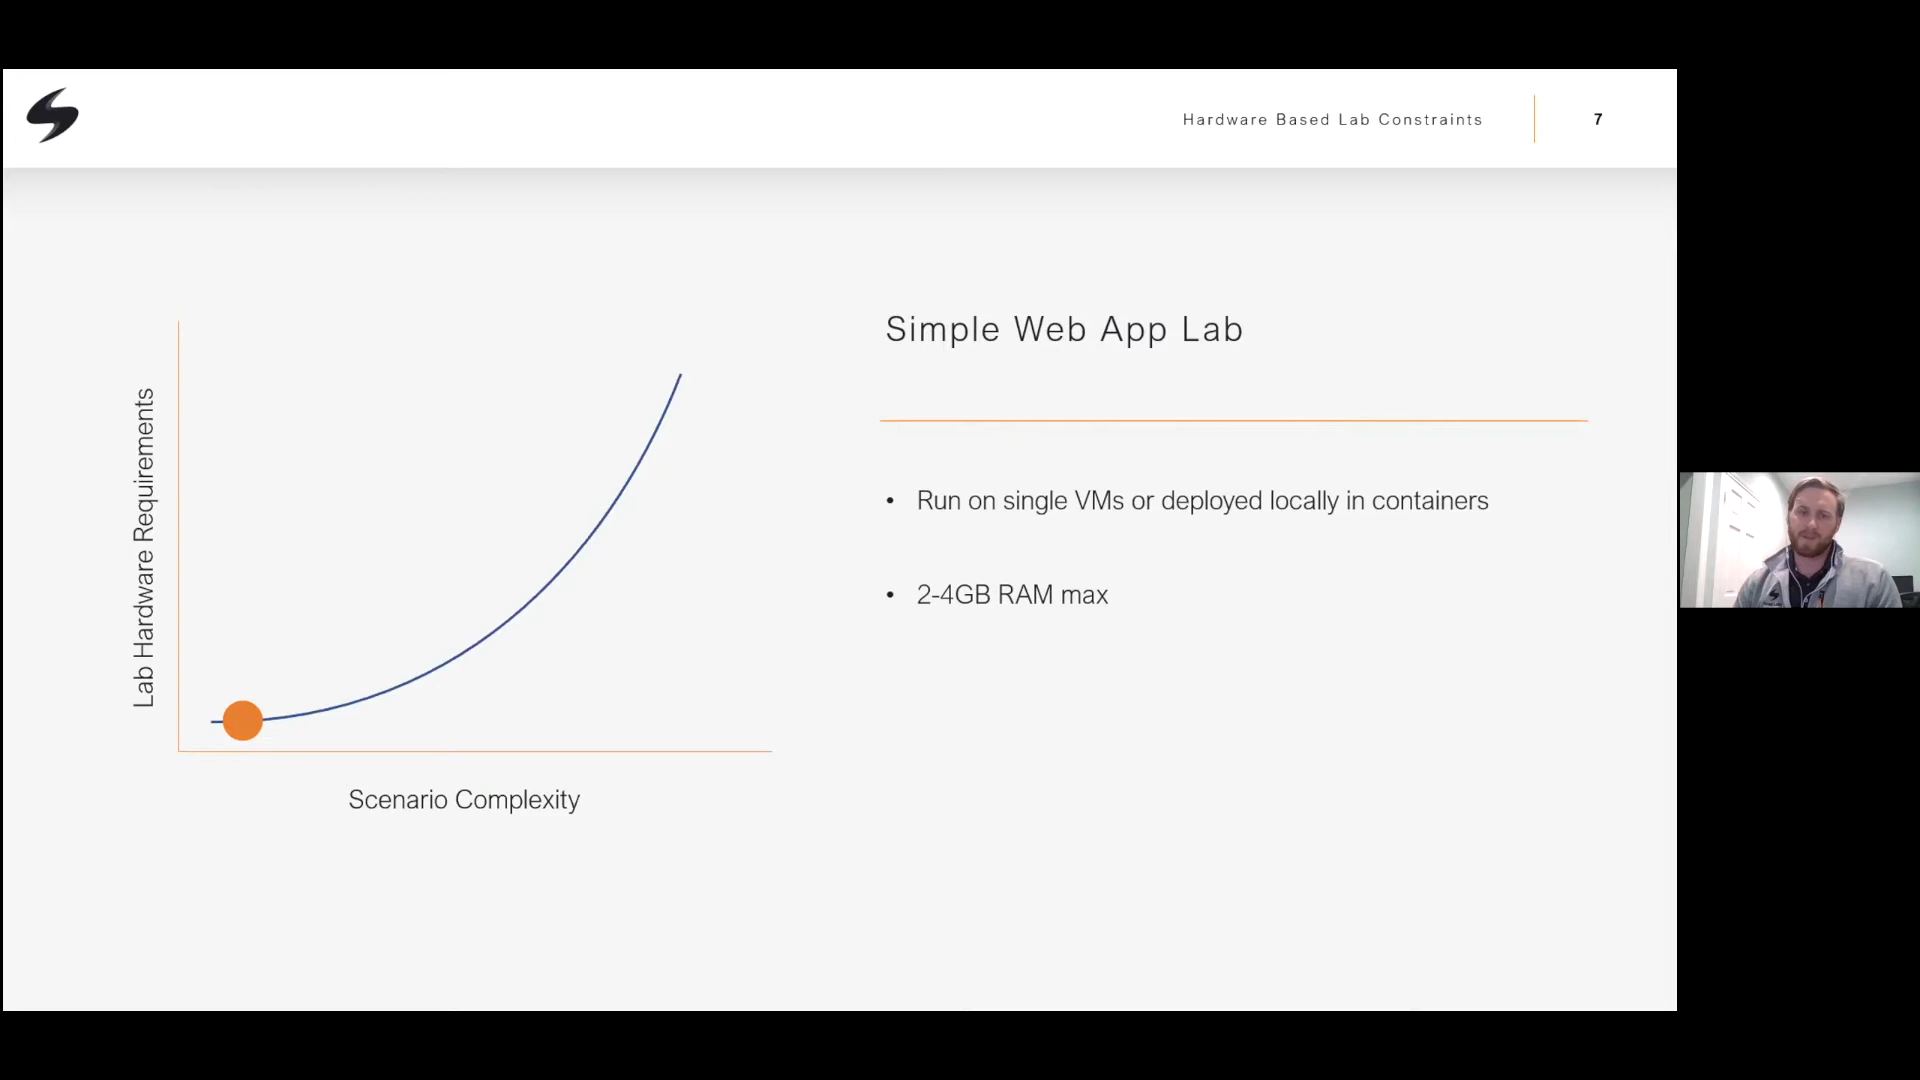 Hardware Based Lab Constraints
7
Simple Web App Lab
• Run on single VMs or deployed locally in containers
• 2-4GB RAM max
Lab Hardware Requirements
Scenario Complexity